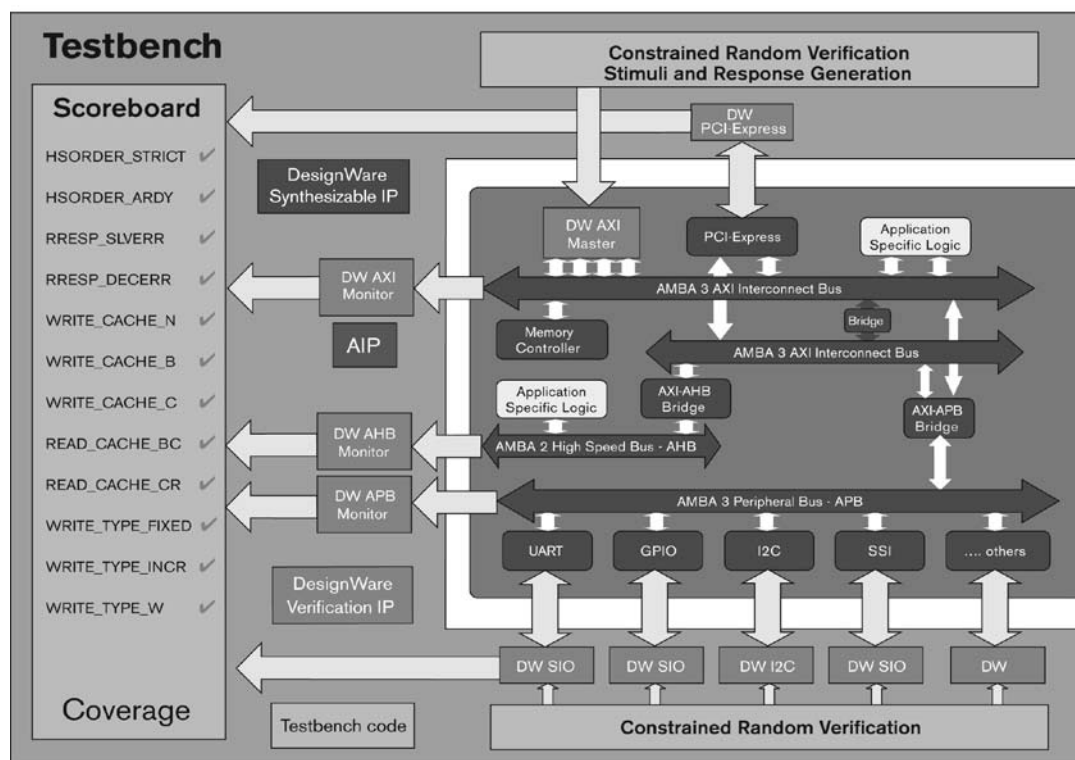 Testbench
Constrained Random Verification
Stimuli and Response Generation
Scoreboard
HSORDER_STRICT ✓
HSORDER_ARDY ✓
RRESP_SLVERR ✓
RRESP_DECERR ✓
WRITE_CACHE_N ✓
WRITE_CACHE_B ✓
WRITE_CACHE_C ✓
READ_CACHE_BC ✓
READ_CACHE_CR ✓
WRITE_TYPE_FIXED ✓
WRITE_TYPE_INCR ✓
WRITE_TYPE_W ✓
Coverage
DW
PCI-Express
DesignWare
Synthesizable IP
DW AXI
Master
PCI-Express
Application
Specific Logic
DW AXI
Monitor
AMBA 3 AXI Interconnect Bus
AIP
Memory
Controller
Bridge
AMBA 3 AXI Interconnect Bus
Application
Specific Logic
AXI-AHB
Bridge
AXI-APB
Bridge
DW AHB
Monitor
AMBA 2 High Speed Bus - AHB
DW APB
Monitor
AMBA 3 Peripheral Bus - APB
UART
GPIO
I2C
SSI
.... others
DesignWare
Verification IP
DW SIO
DW SIO
DW I2C
DW SIO
DW
Testbench code
Constrained Random Verification